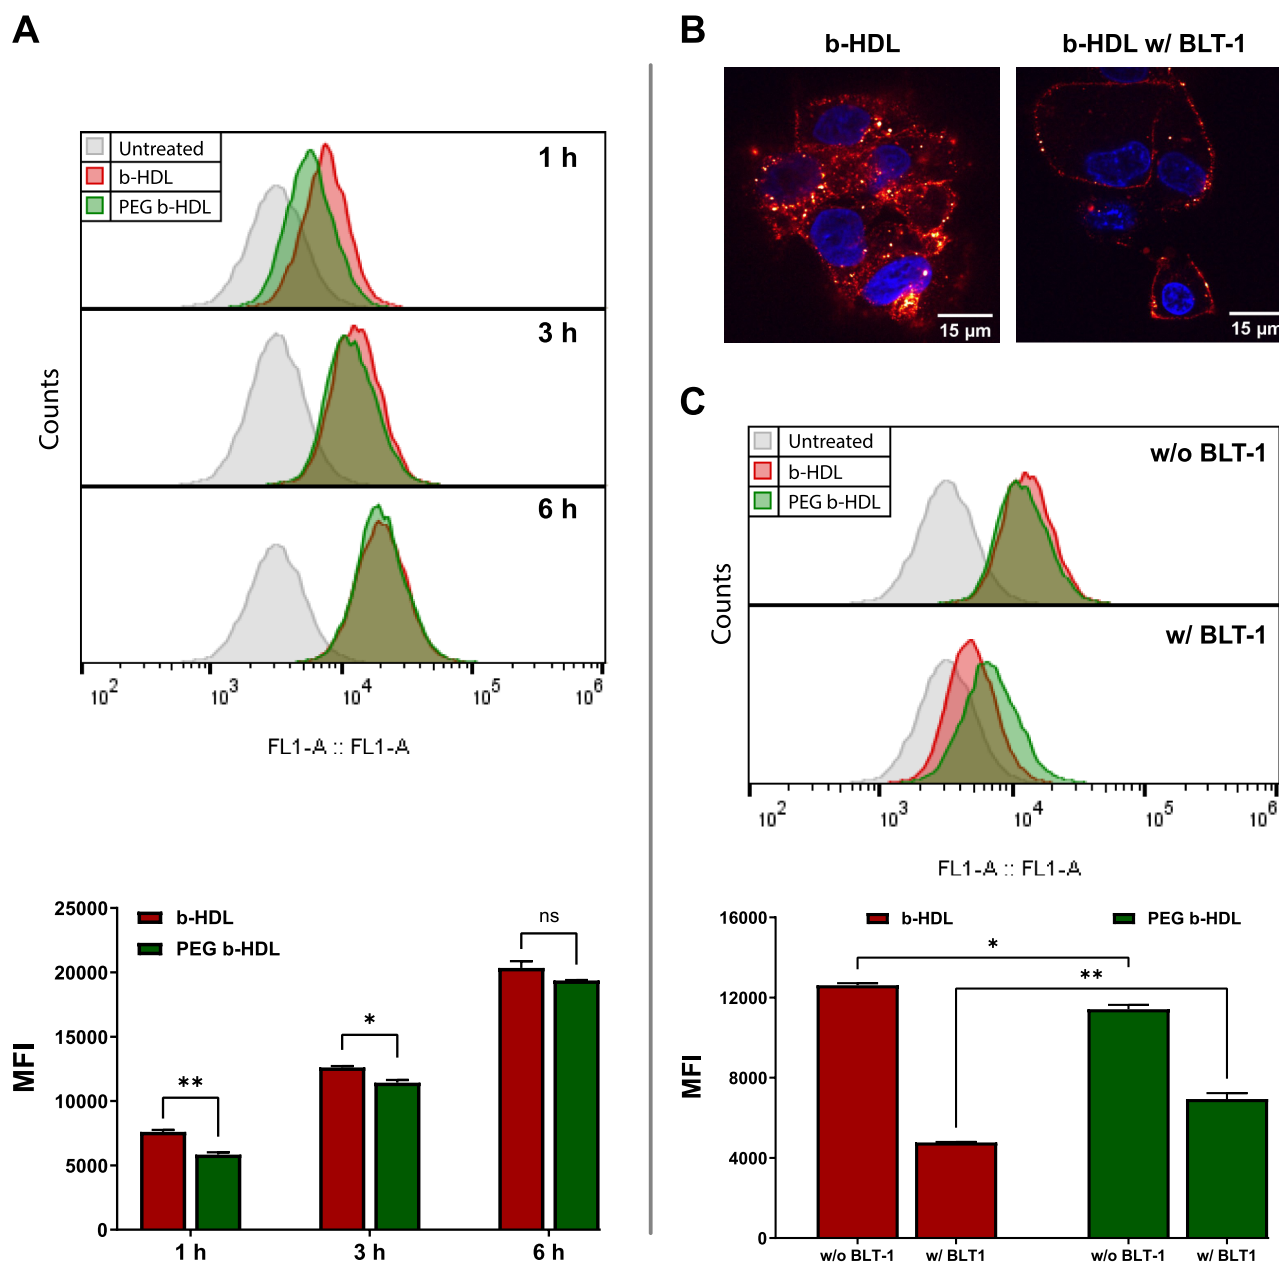 A
Untreated
b-HDL
PEG b-HDL
1 h
3 h
6 h
Counts
10^2 10^3 10^4 10^5 10^6
FL1-A :: FL1-A
b-HDL
PEG b-HDL
MFI
25000
20000
15000
10000
5000
0
**
*
ns
1 h 3 h 6 h
B
b-HDL
b-HDL w/ BLT-1
15 µm
15 µm
C
Untreated
b-HDL
PEG b-HDL
w/o BLT-1
w/ BLT-1
Counts
10^2 10^3 10^4 10^5 10^6
FL1-A :: FL1-A
b-HDL PEG b-HDL
MFI
16000
12000
8000
4000
0
*
**
w/o BLT-1 w/ BLT1 w/o BLT-1 w/ BLT1